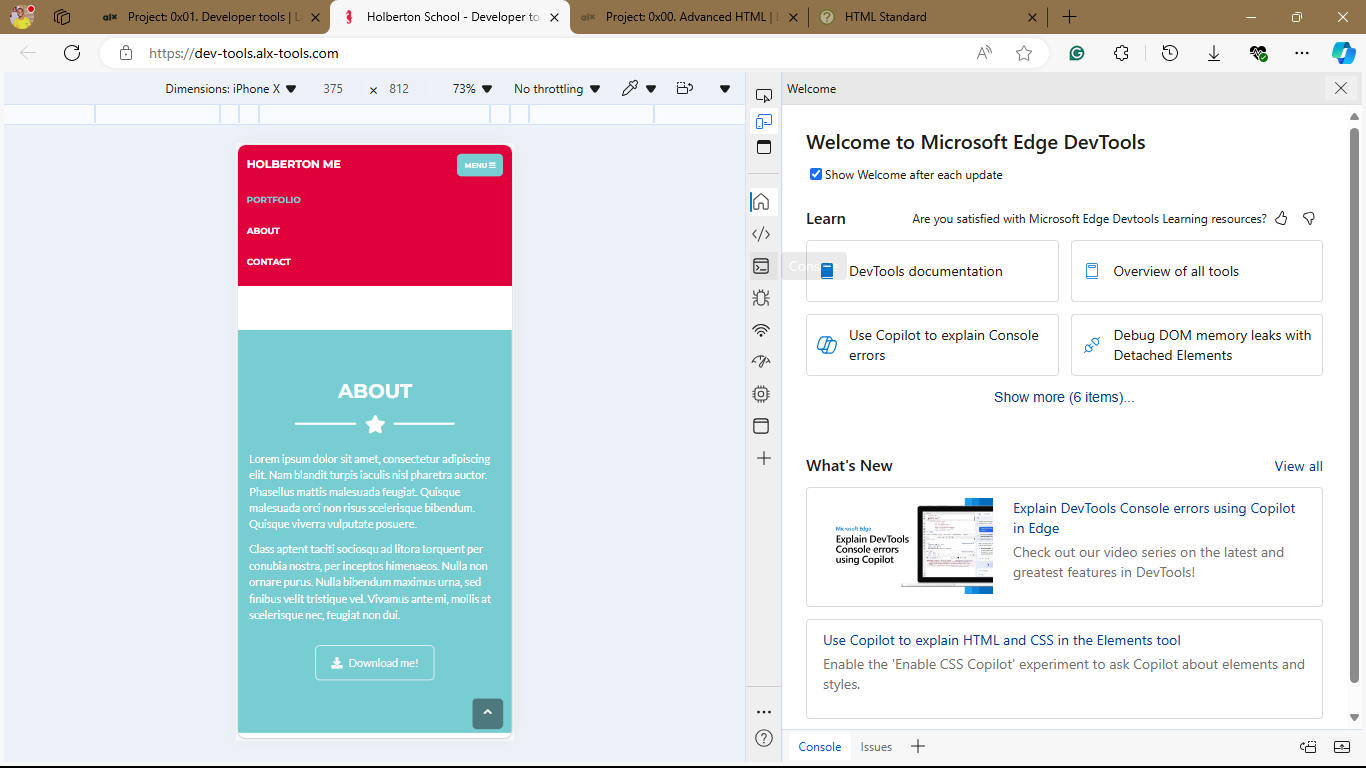 Project: 0x01. Developer tools | L
Holberton School - Developer to
Project: 0x00. Advanced HTML |
HTML Standard
https://dev-tools.alx-tools.com
Dimensions: iPhone X 375 × 812 73% No throttling
HOLBERTON ME
MENU
PORTFOLIO
ABOUT
CONTACT
ABOUT
Lorem ipsum dolor sit amet, consectetur adipiscing
elit. Nam blandit turpis iaculis nisl pharetra auctor.
Phasellus mattis malesuada feugiat. Quisque
malesuada orci non risus scelerisque bibendum.
Quisque viverra vulputate posuere.
Class aptent taciti sociosqu ad litora torquent per
conubia nostra, per inceptos himenaeos. Nulla non
ornare purus. Nulla bibendum maximus urna, sed
finibus velit tristique vel. Vivamus ante mi, mollis at
scelerisque nec, feugiat non dui.
Download me!
Welcome
Welcome to Microsoft Edge DevTools
Show Welcome after each update
Learn
Are you satisfied with Microsoft Edge Devtools Learning resources?
DevTools documentation
Overview of all tools
Use Copilot to explain Console
errors
Debug DOM memory leaks with
Detached Elements
Show more (6 items)...
What's New
View all
Microsoft Edge
Explain DevTools
Console errors
using Copilot
Explain DevTools Console errors using Copilot
in Edge
Check out our video series on the latest and
greatest features in DevTools!
Use Copilot to explain HTML and CSS in the Elements tool
Enable the 'Enable CSS Copilot' experiment to ask Copilot about elements and
styles.
Console
Issues